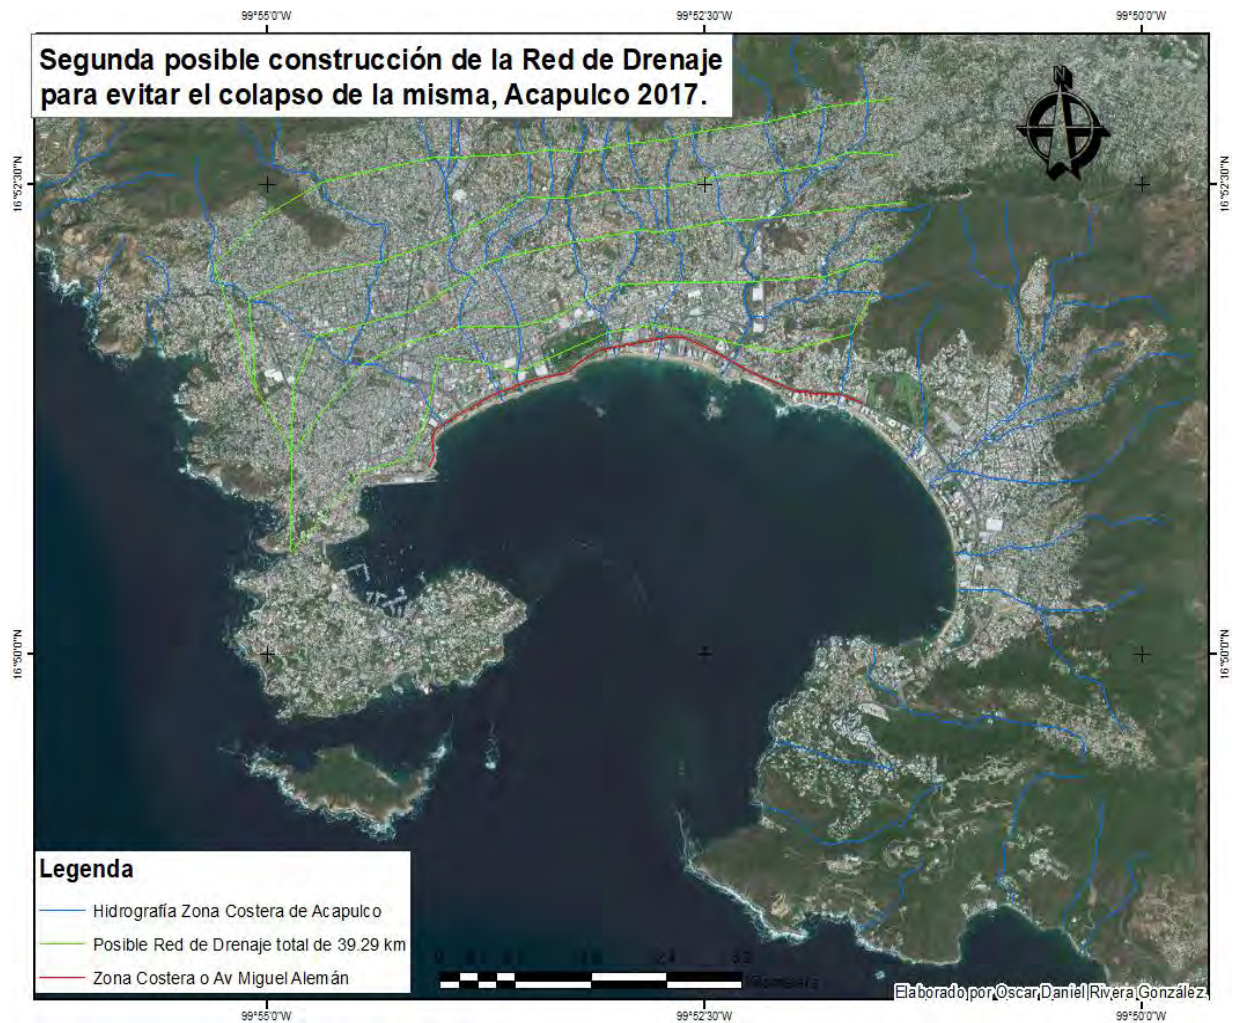 99°55'0"W 99°52'30"W 99°50'0"W
Segunda posible construcción de la Red de Drenaje
para evitar el colapso de la misma, Acapulco 2017.
N
16°52'30"N 16°52'30"N
16°50'0"N 16°50'0"N
Legenda
Hidrografía Zona Costera de Acapulco
Posible Red de Drenaje total de 39.29 km
Zona Costera o Av Miguel Alemán
Kilometers
Elaborado por Oscar Daniel Rivera González.
99°55'0"W 99°52'30"W 99°50'0"W